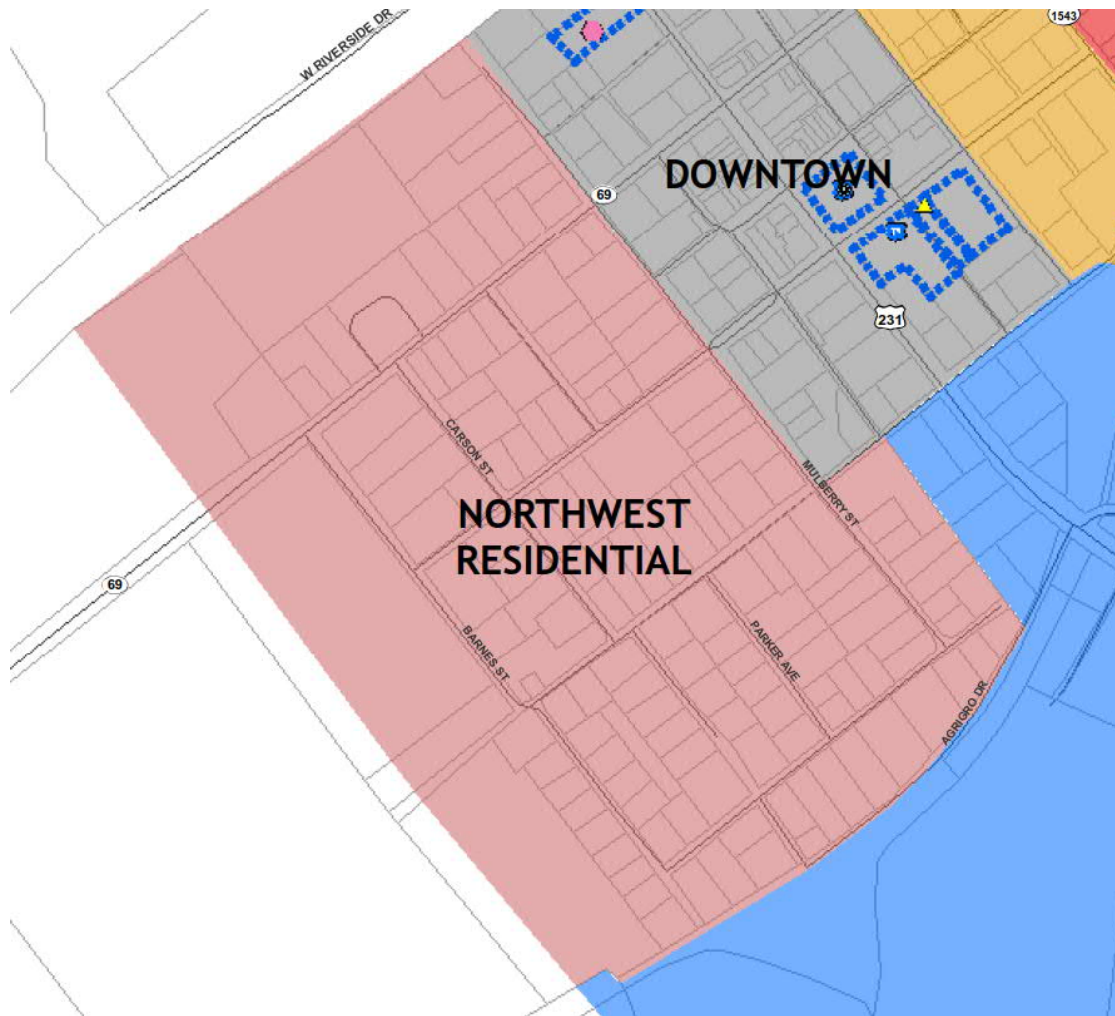 W RIVERSIDE DR
1543
DOWNTOWN
69
231
CARSON ST
MULBERRY ST
NORTHWEST
RESIDENTIAL
69
BARNES ST
PARKER AVE
AGRIGRO DR